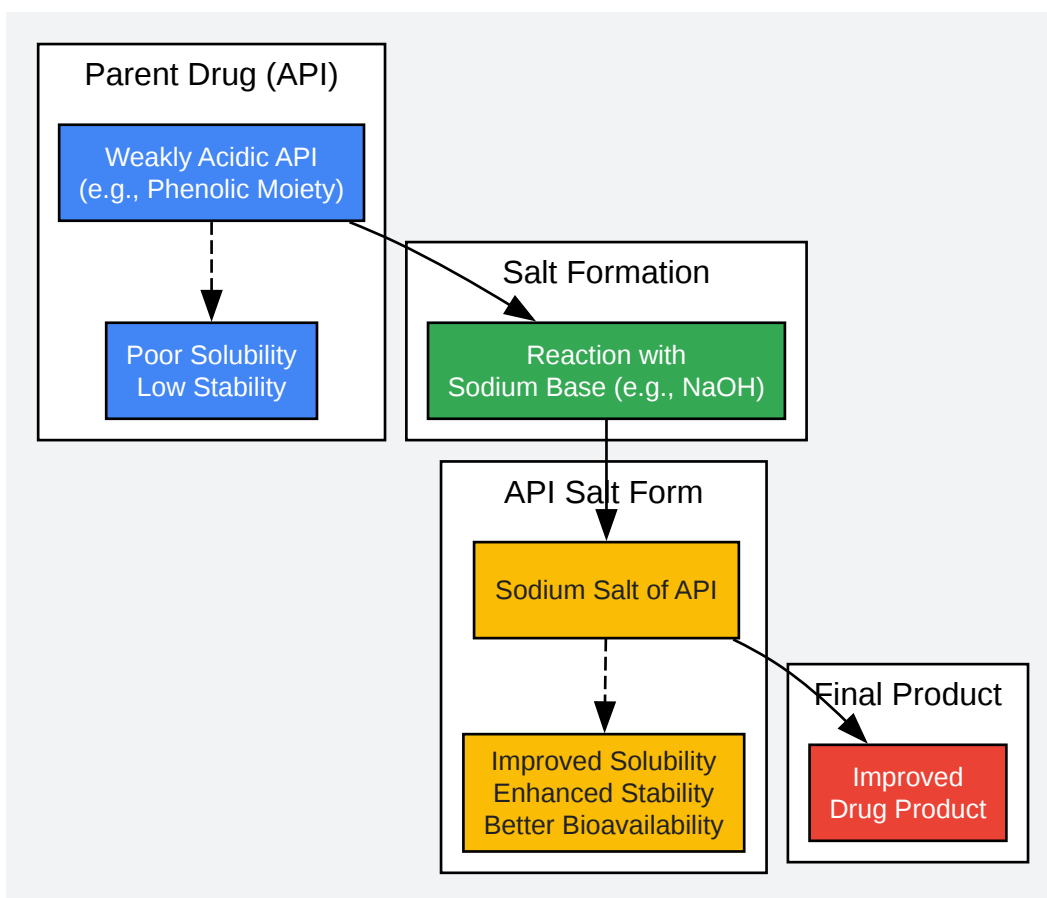 Parent Drug (API)
Weakly Acidic API
(e.g., Phenolic Moiety)
Poor Solubility
Low Stability
Salt Formation
Reaction with
Sodium Base (e.g., NaOH)
API Salt Form
Sodium Salt of API
Improved Solubility
Enhanced Stability
Better Bioavailability
Final Product
Improved
Drug Product